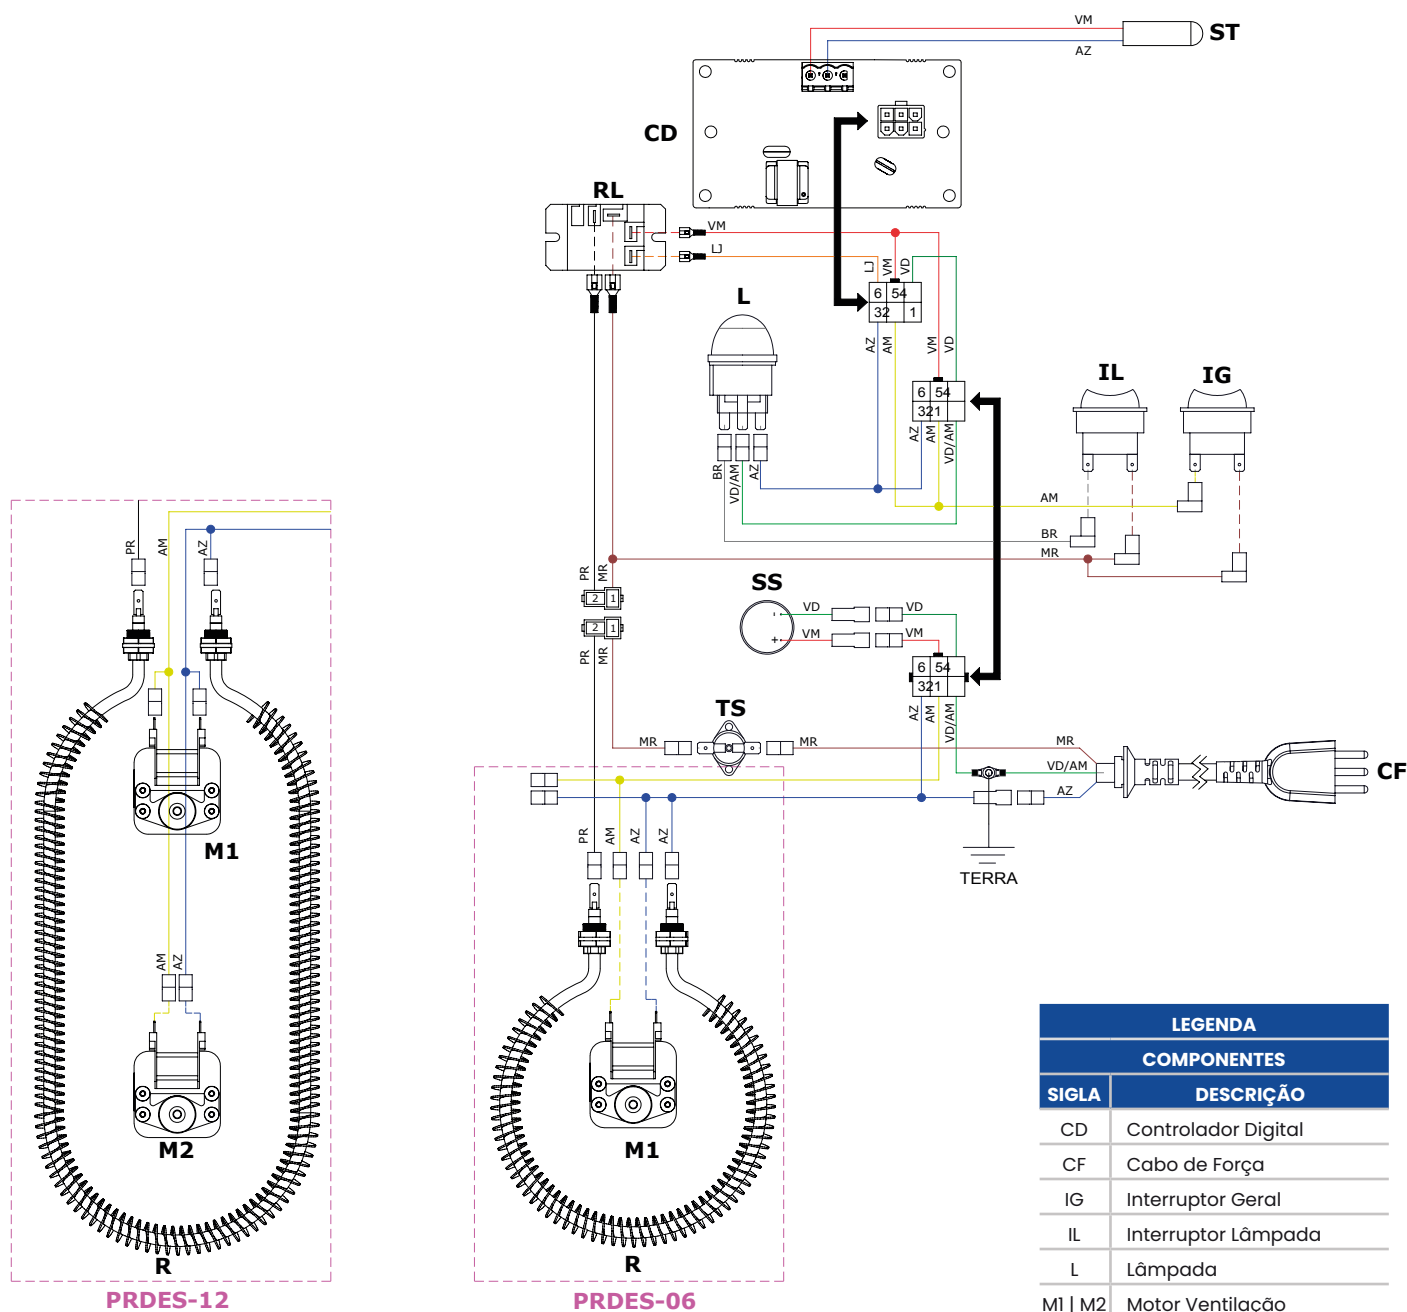 VM
ST
AZ
CD
RL
VM
LJ
LJ
VM
VD
L
6 54
32 1
AZ
AM
VM
VD
IL
IG
6 54
321
AZ
AM
VD/AM
BR
VD/AM
AZ
AM
BR
MR
PR
AM
AZ
PR
MR
2 1
2 1
PR
MR
SS
-
+
VD
VD
VM
VM
6 54
321
AZ
AM
VD/AM
TS
MR
MR
MR
VD/AM
AZ
CF
TERRA
M1
PR
AM
AZ
AZ
AM
AZ
M2
R
PRDES-12
M1
R
PRDES-06
LEGENDA
COMPONENTES
SIGLA DESCRIÇÃO
CD Controlador Digital
CF Cabo de Força
IG Interruptor Geral
IL Interruptor Lâmpada
L Lâmpada
M1 | M2 Motor Ventilação